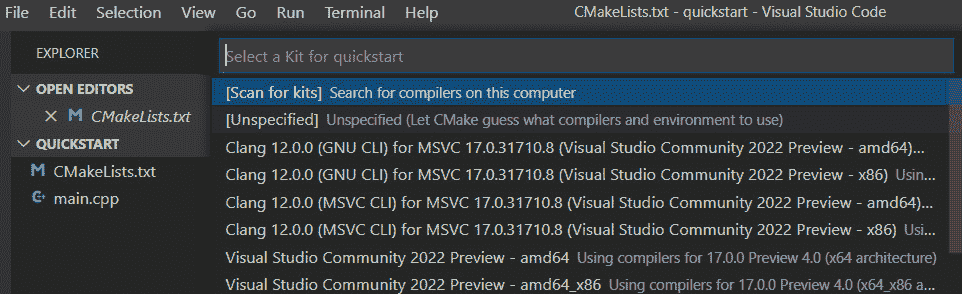 File Edit Selection View Go Run Terminal Help CMakeLists.txt - quickstart - Visual Studio Code
EXPLORER
Select a Kit for quickstart
OPEN EDITORS
[Scan for kits] Search for compilers on this computer
CMakeLists.txt
[Unspecified] Unspecified (Let CMake guess what compilers and environment to use)
QUICKSTART
Clang 12.0.0 (GNU CLI) for MSVC 17.0.31710.8 (Visual Studio Community 2022 Preview - amd64)...
CMakeLists.txt
Clang 12.0.0 (GNU CLI) for MSVC 17.0.31710.8 (Visual Studio Community 2022 Preview - x86) Usin...
main.cpp
Clang 12.0.0 (MSVC CLI) for MSVC 17.0.31710.8 (Visual Studio Community 2022 Preview - amd64)...
Clang 12.0.0 (MSVC CLI) for MSVC 17.0.31710.8 (Visual Studio Community 2022 Preview - x86) Usi...
Visual Studio Community 2022 Preview - amd64 Using compilers for 17.0.0 Preview 4.0 (x64 architecture)
Visual Studio Community 2022 Preview - amd64_x86 Using compilers for 17.0.0 Preview 4.0 (x64_x86 a...